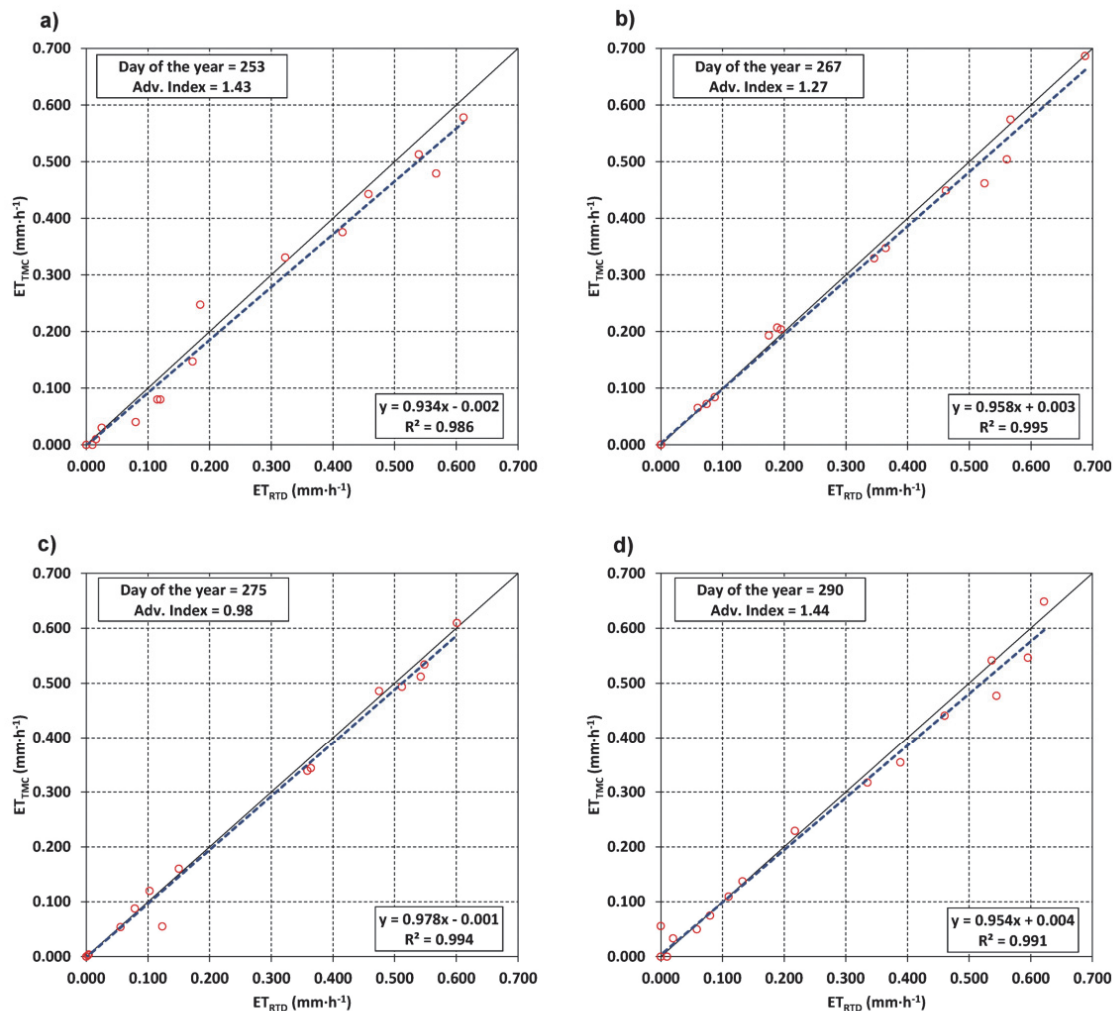 a)
0.700
0.600
0.500
0.400
0.300
0.200
0.100
0.000
ET_TMC (mm·h⁻¹)
Day of the year = 253
Adv. Index = 1.43
y = 0.934x - 0.002
R² = 0.986
0.000 0.100 0.200 0.300 0.400 0.500 0.600 0.700
ET_RTD (mm·h⁻¹)
b)
0.700
0.600
0.500
0.400
0.300
0.200
0.100
0.000
ET_TMC (mm·h⁻¹)
Day of the year = 267
Adv. Index = 1.27
y = 0.958x + 0.003
R² = 0.995
0.000 0.100 0.200 0.300 0.400 0.500 0.600 0.700
ET_RTD (mm·h⁻¹)
c)
0.700
0.600
0.500
0.400
0.300
0.200
0.100
0.000
ET_TMC (mm·h⁻¹)
Day of the year = 275
Adv. Index = 0.98
y = 0.978x - 0.001
R² = 0.994
0.000 0.100 0.200 0.300 0.400 0.500 0.600 0.700
ET_RTD (mm·h⁻¹)
d)
0.700
0.600
0.500
0.400
0.300
0.200
0.100
0.000
ET_TMC (mm·h⁻¹)
Day of the year = 290
Adv. Index = 1.44
y = 0.954x + 0.004
R² = 0.991
0.000 0.100 0.200 0.300 0.400 0.500 0.600 0.700
ET_RTD (mm·h⁻¹)